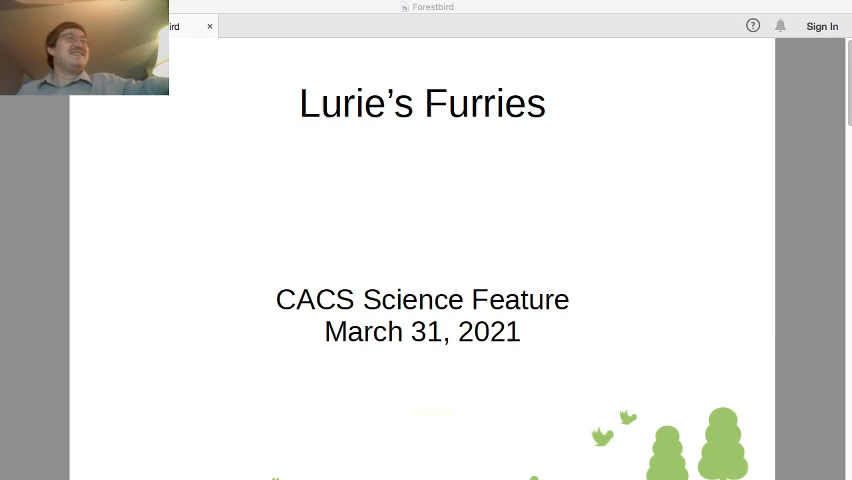 Forestbird
ird ×
? Sign In
Lurie's Furries
CACS Science Feature
March 31, 2021